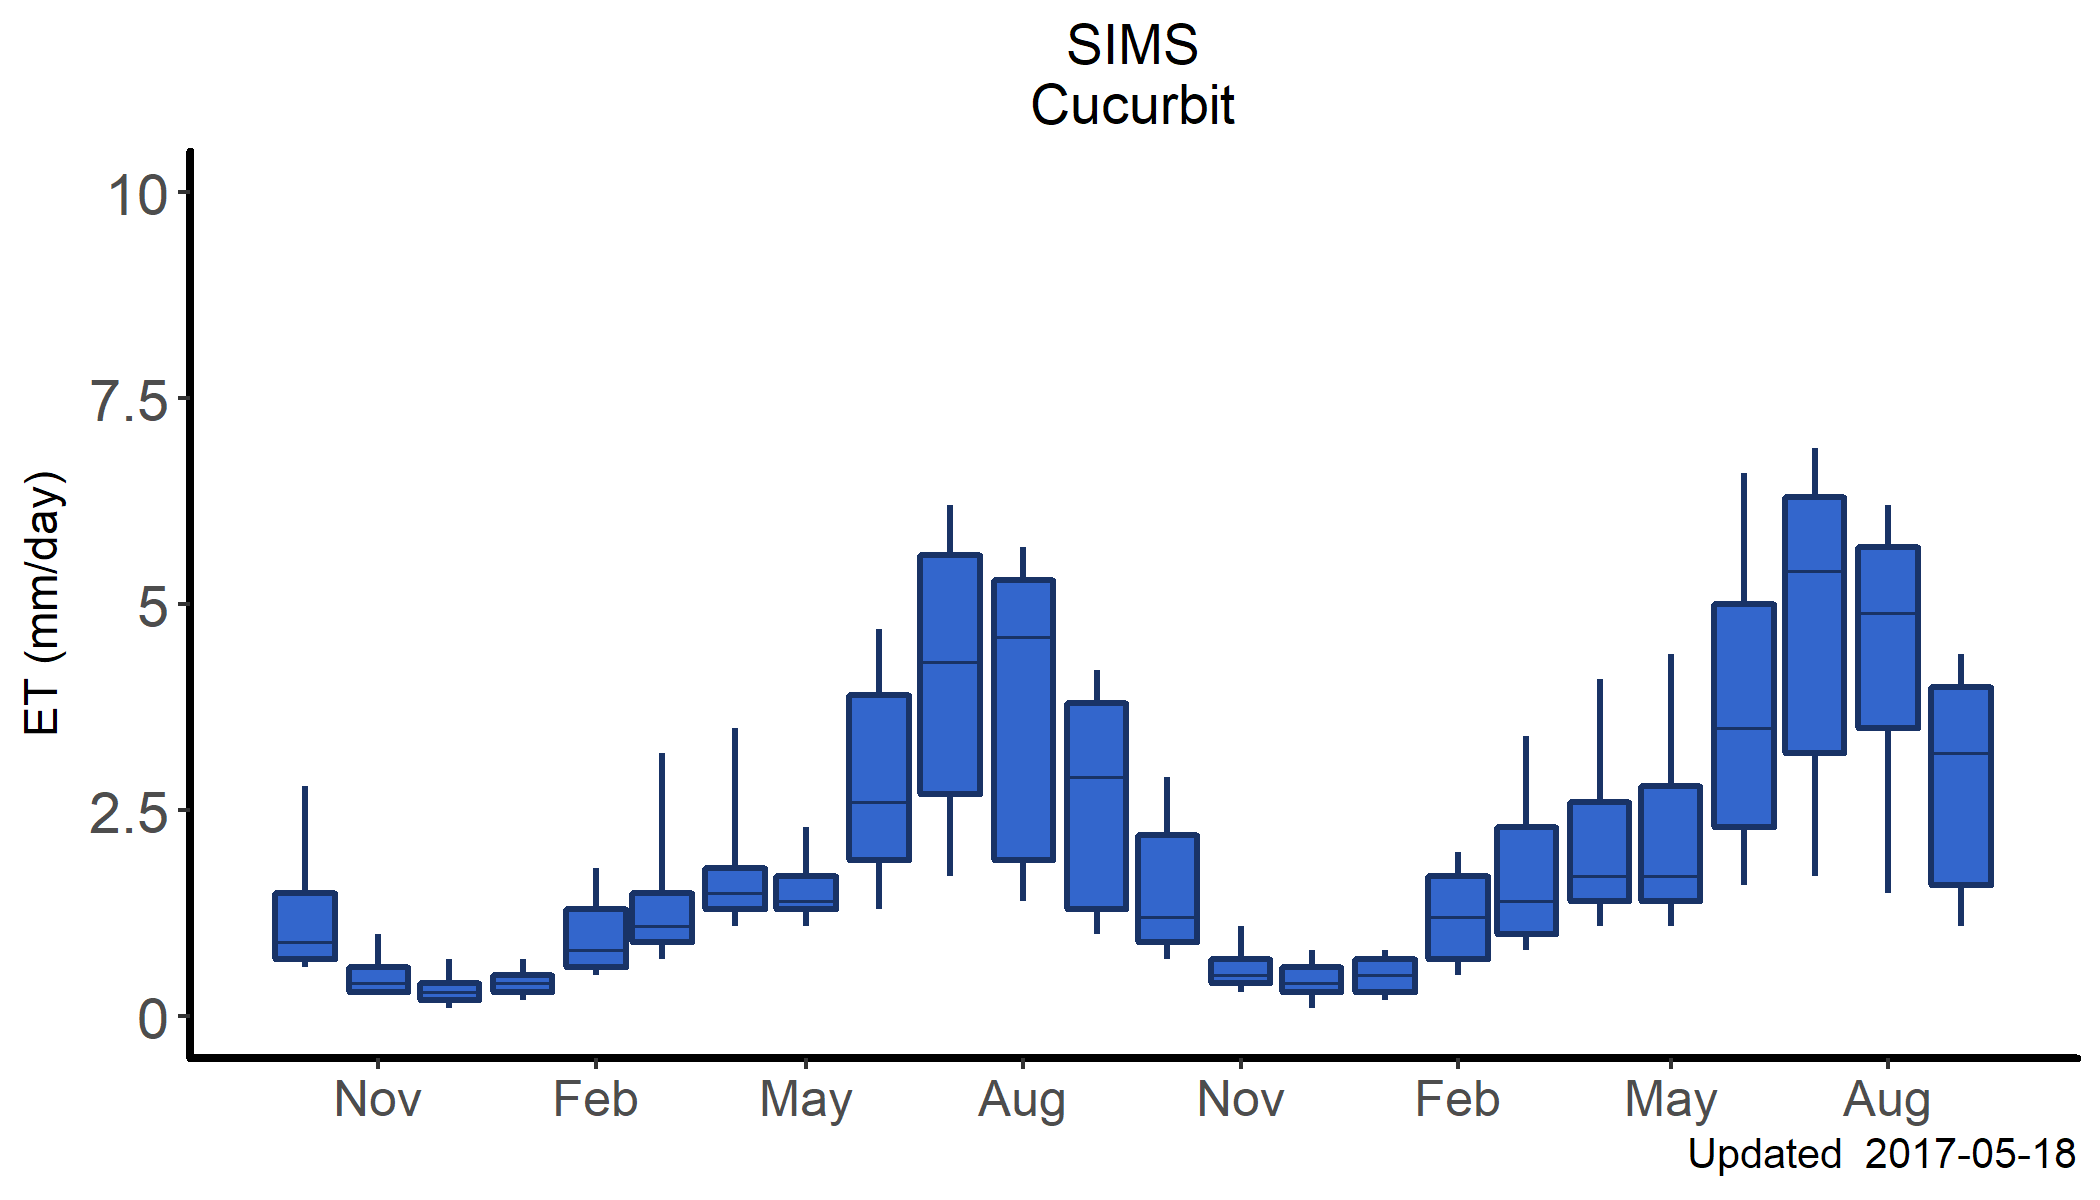 SIMS
Cucurbit
10
7.5
5
2.5
0
ET (mm/day)
Nov Feb May Aug Nov Feb May Aug
Updated  2017-05-18